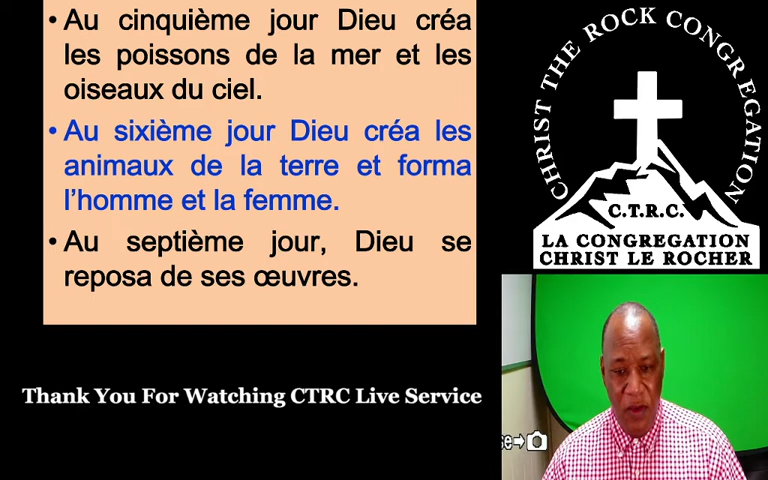 • Au cinquième jour Dieu créa
les poissons de la mer et les
oiseaux du ciel.
• Au sixième jour Dieu créa les
animaux de la terre et forma
l'homme et la femme.
• Au septième jour, Dieu se
reposa de ses œuvres.
Thank You For Watching CTRC Live Service
CHRIST THE ROCK CONGREGATION
C.T.R.C.
LA CONGREGATION
CHRIST LE ROCHER